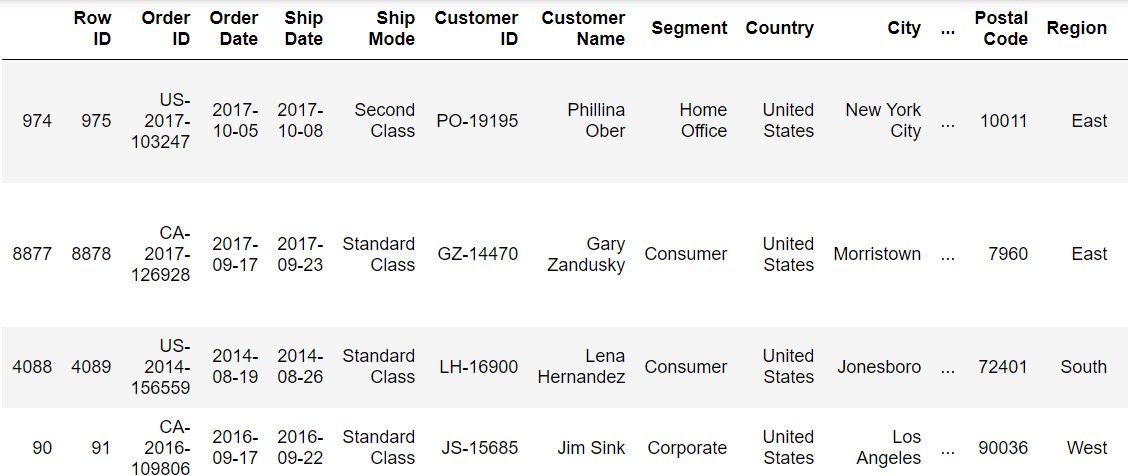 Row ID Order ID Order Date Ship Date Ship Mode Customer ID Customer Name Segment Country City ... Postal Code Region
974 975 US-2017-103247 2017-10-05 2017-10-08 Second Class PO-19195 Phillina Ober Home Office United States New York City ... 10011 East
8877 8878 CA-2017-126928 2017-09-17 2017-09-23 Standard Class GZ-14470 Gary Zandusky Consumer United States Morristown ... 7960 East
4088 4089 US-2014-156559 2014-08-19 2014-08-26 Standard Class LH-16900 Lena Hernandez Consumer United States Jonesboro ... 72401 South
90 91 CA-2016-109806 2016-09-17 2016-09-22 Standard Class JS-15685 Jim Sink Corporate United States Los Angeles ... 90036 West